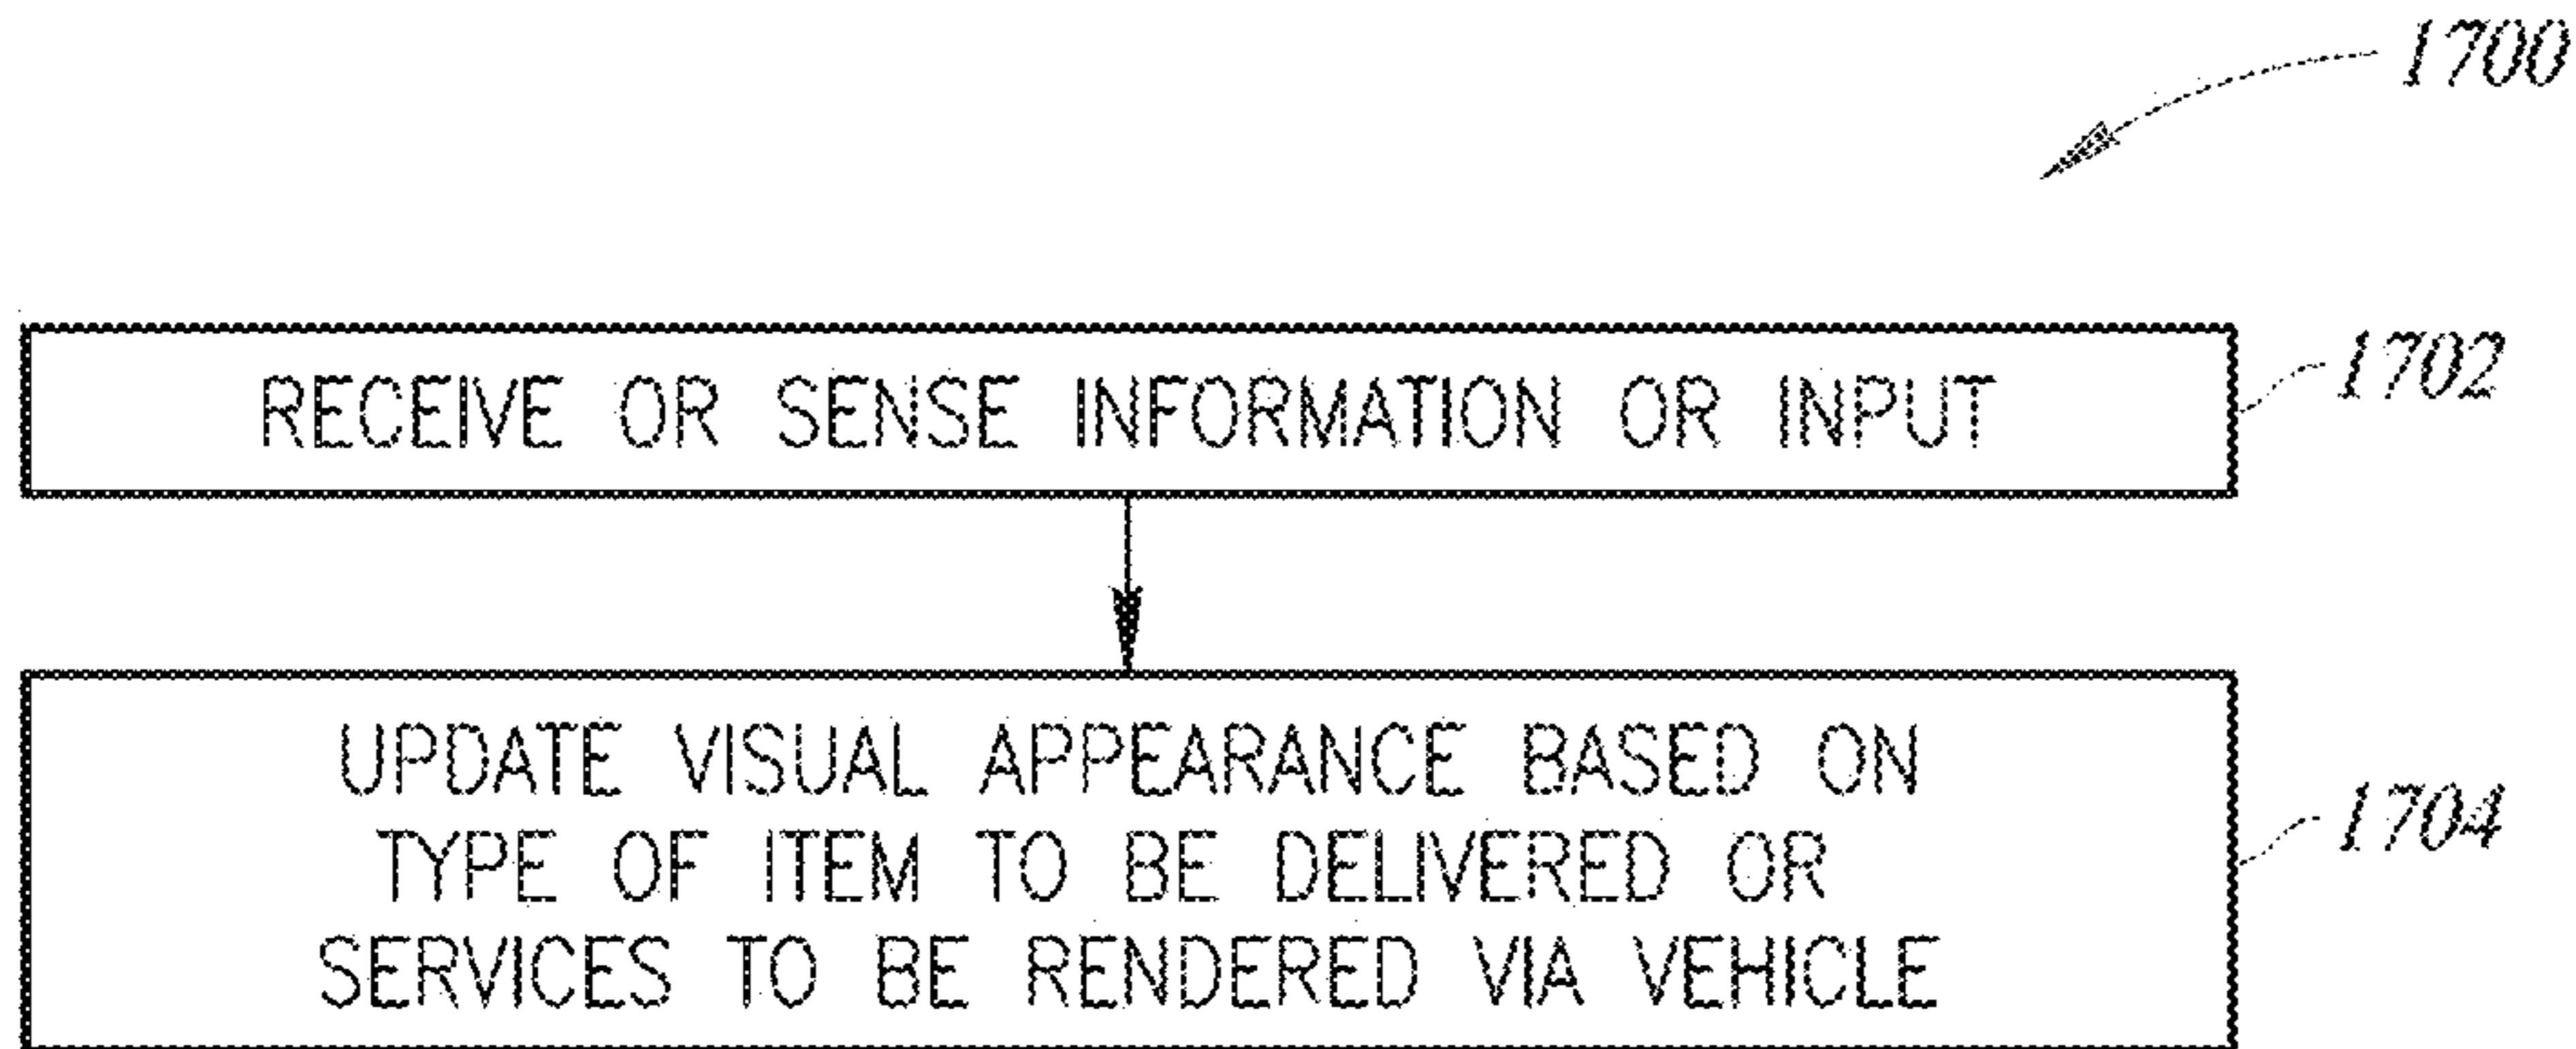 1700
RECEIVE OR SENSE INFORMATION OR INPUT
1702
UPDATE VISUAL APPEARANCE BASED ON
TYPE OF ITEM TO BE DELIVERED OR
1704
SERVICES TO BE RENDERED VIA VEHICLE